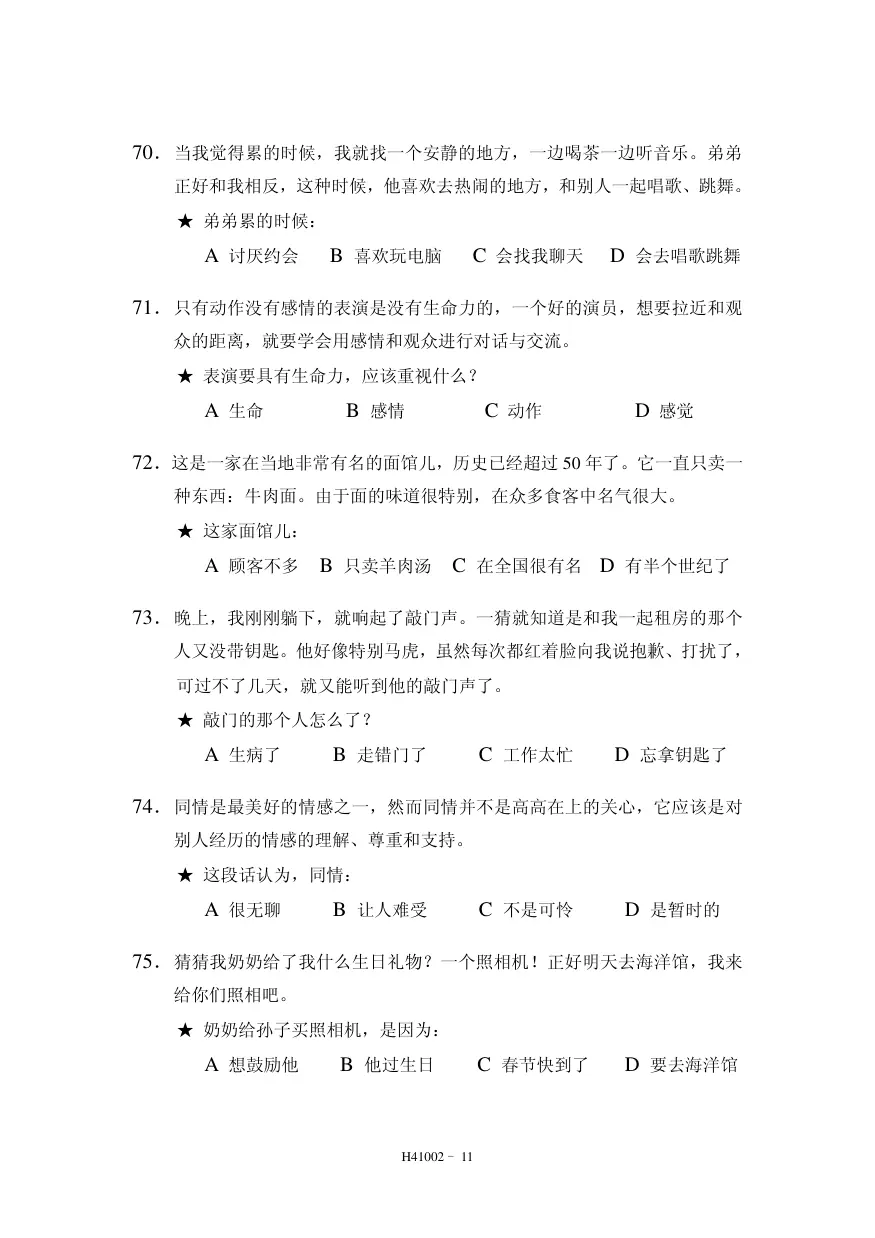 70．当我觉得累的时候，我就找一个安静的地方，一边喝茶一边听音乐。弟弟
正好和我相反，这种时候，他喜欢去热闹的地方，和别人一起唱歌、跳舞。
★ 弟弟累的时候：
A 讨厌约会 B 喜欢玩电脑 C 会找我聊天 D 会去唱歌跳舞
71．只有动作没有感情的表演是没有生命力的，一个好的演员，想要拉近和观
众的距离，就要学会用感情和观众进行对话与交流。
★ 表演要具有生命力，应该重视什么？
A 生命 B 感情 C 动作 D 感觉
72．这是一家在当地非常有名的面馆儿，历史已经超过 50 年了。它一直只卖一
种东西：牛肉面。由于面的味道很特别，在众多食客中名气很大。
★ 这家面馆儿：
A 顾客不多 B 只卖羊肉汤 C 在全国很有名 D 有半个世纪了
73．晚上，我刚刚躺下，就响起了敲门声。一猜就知道是和我一起租房的那个
人又没带钥匙。他好像特别马虎，虽然每次都红着脸向我说抱歉、打扰了，
可过不了几天，就又能听到他的敲门声了。
★ 敲门的那个人怎么了？
A 生病了 B 走错门了 C 工作太忙 D 忘拿钥匙了
74．同情是最美好的情感之一，然而同情并不是高高在上的关心，它应该是对
别人经历的情感的理解、尊重和支持。
★ 这段话认为，同情：
A 很无聊 B 让人难受 C 不是可怜 D 是暂时的
75．猜猜我奶奶给了我什么生日礼物？一个照相机！正好明天去海洋馆，我来
给你们照相吧。
★ 奶奶给孙子买照相机，是因为：
A 想鼓励他 B 他过生日 C 春节快到了 D 要去海洋馆
H41002﹣ 11